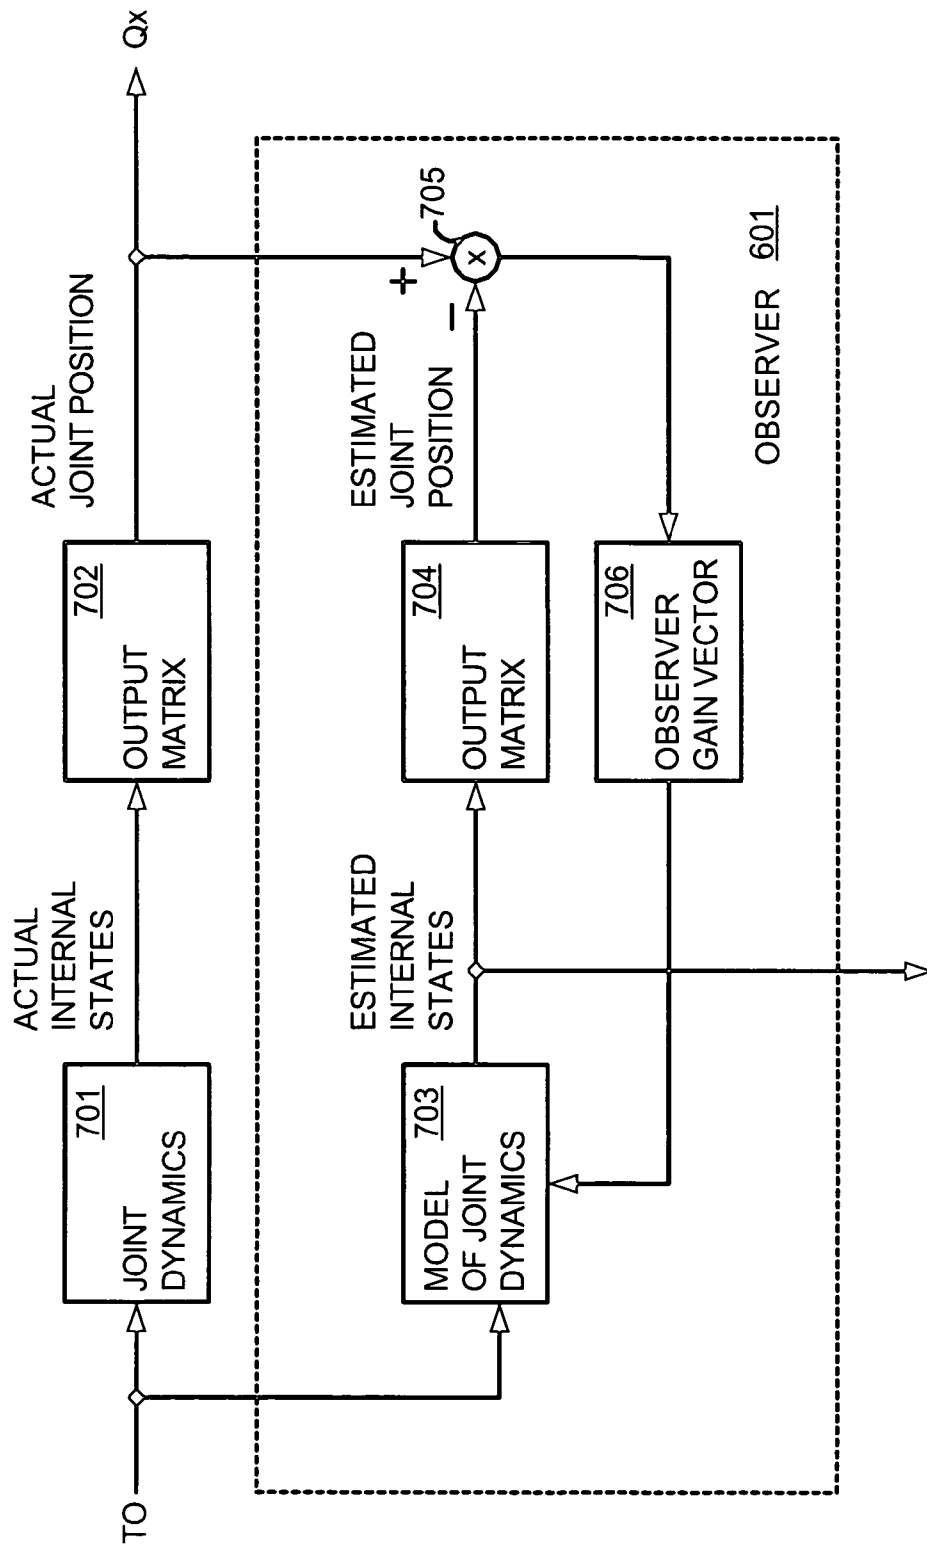 TO
701
JOINT
DYNAMICS
ACTUAL
INTERNAL
STATES
702
OUTPUT
MATRIX
ACTUAL
JOINT POSITION
Qx
703
MODEL
OF JOINT
DYNAMICS
ESTIMATED
INTERNAL
STATES
704
OUTPUT
MATRIX
ESTIMATED
JOINT
POSITION
+
–
X
705
706
OBSERVER
GAIN VECTOR
OBSERVER 601